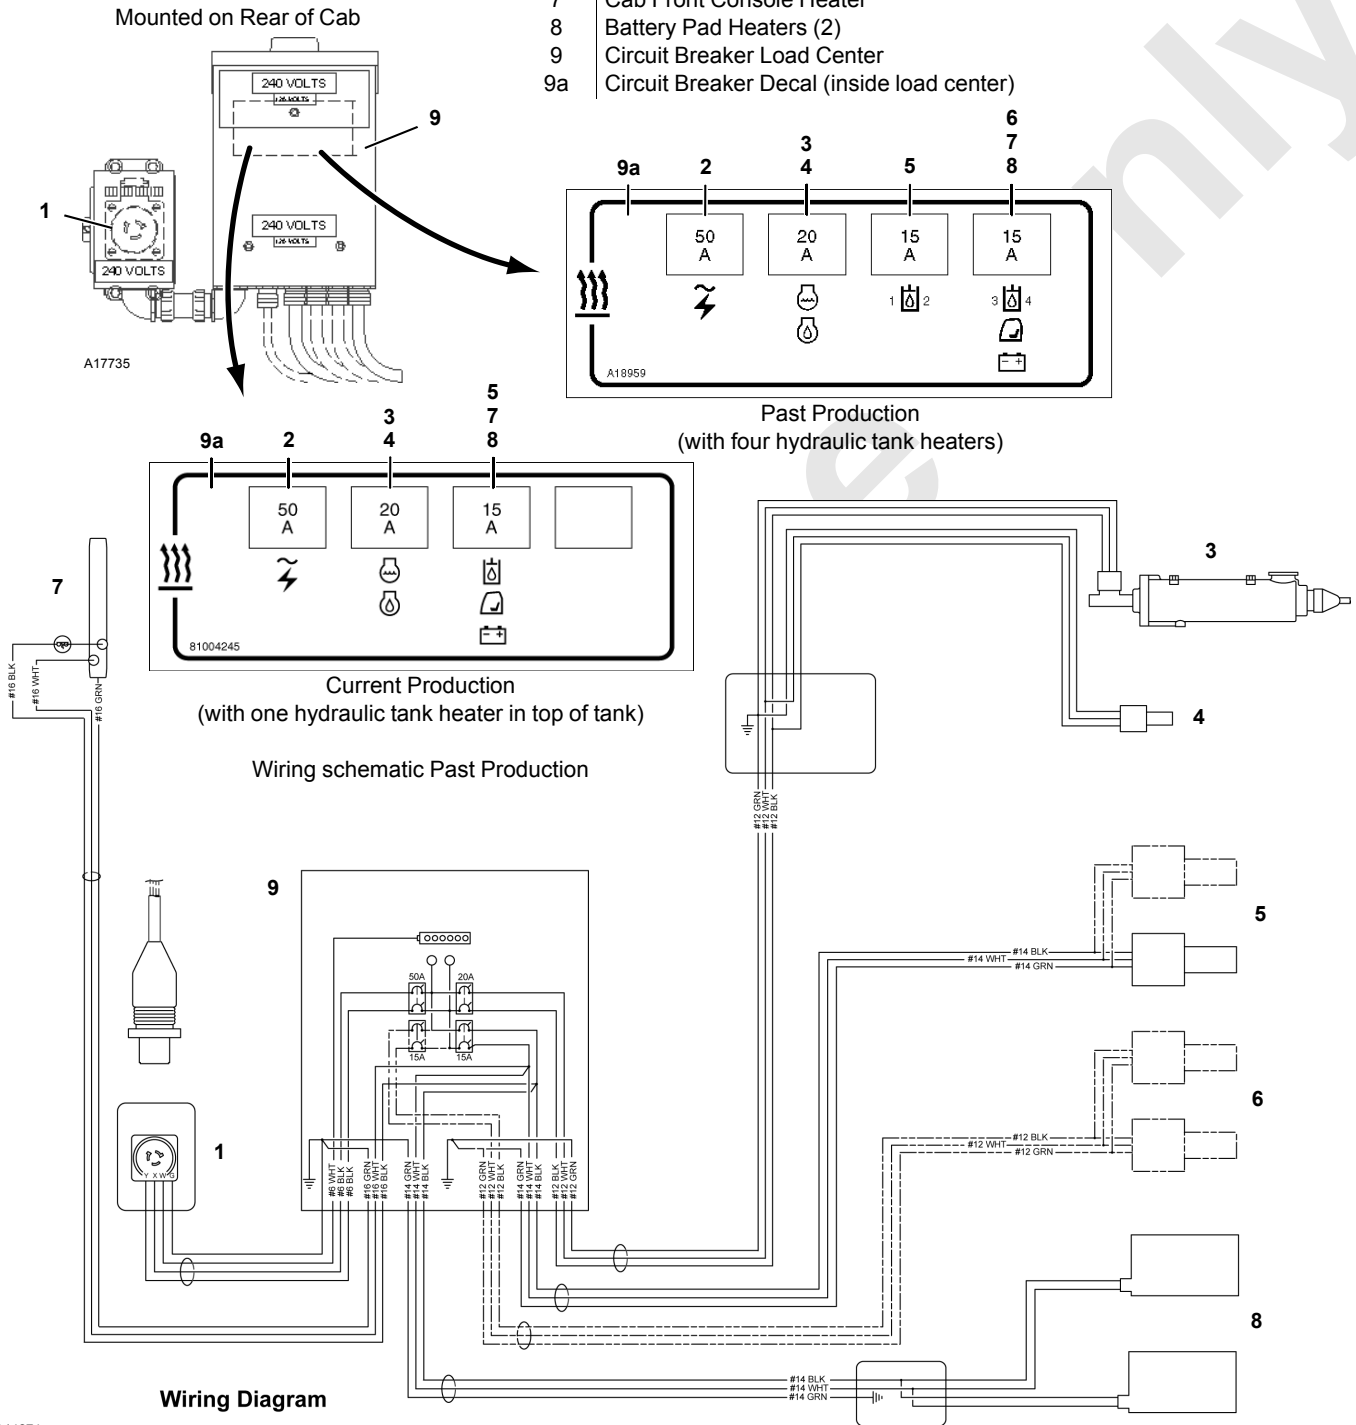 7 Cab Front Console Heater
Mounted on Rear of Cab
8 Battery Pad Heaters (2)
9 Circuit Breaker Load Center
9a Circuit Breaker Decal (inside load center)
240 VOLTS
240 VOLTS
240 VOLTS
1
9
A17735
9a
2
3
4
5
6
7
8
50
A
20
A
15
A
15
A
1 2
3 4
A18959
Past Production
(with four hydraulic tank heaters)
9a
2
3
4
5
7
8
50
A
20
A
15
A
81004245
Current Production
(with one hydraulic tank heater in top of tank)
Wiring schematic Past Production
7
#16 BLK
#16 WHT
#16 GRN
3
4
#12 GRN
#12 WHT
#12 BLK
9
50A
20A
15A
15A
5
#14 BLK
#14 WHT
#14 GRN
6
#12 BLK
#12 WHT
#12 GRN
1
Y X W G
#6 WHT
#6 BLK
#6 BLK
#16 GRN
#16 WHT
#16 BLK
#14 GRN
#14 WHT
#14 BLK
#12 GRN
#12 WHT
#12 BLK
#14 GRN
#14 WHT
#14 BLK
#12 BLK
#12 WHT
#12 GRN
8
#14 BLK
#14 WHT
#14 GRN
Wiring Diagram
nly
e